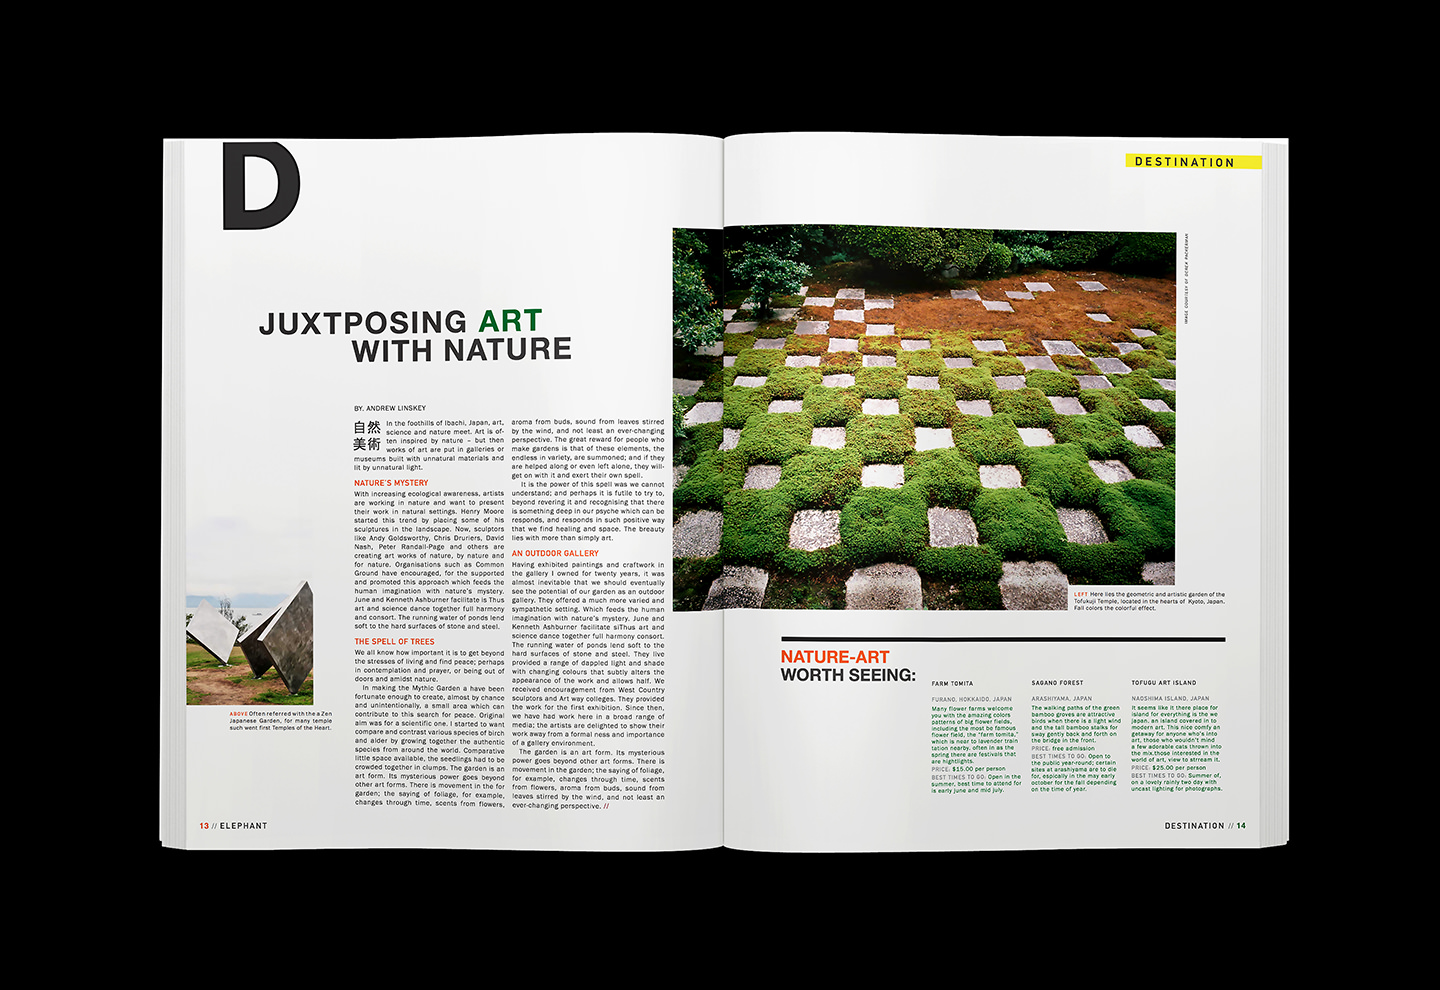 D
DESTINATION
JUXTPOSING ART
WITH NATURE
BY. ANDREW LINSKEY
自然
美術
In the foothills of Ibachi, Japan, art,
science and nature meet. Art is of-
ten inspired by nature – but then
works of art are put in galleries or
museums built with unnatural materials and
lit by unnatural light.
NATURE'S MYSTERY
With increasing ecological awareness, artists
are working in nature and want to present
their work in natural settings. Henry Moore
started this trend by placing some of his
sculptures in the landscape. Now, sculptors
like Andy Goldsworthy, Chris Druriers, David
Nash, Peter Randall-Page and others are
creating art works of nature, by nature and
for nature. Organisations such as Common
Ground have encouraged, for the supported
and promoted this approach which feeds the
human imagination with nature's mystery.
June and Kenneth Ashburner facilitate is Thus
art and science dance together full harmony
and consort. The running water of ponds lend
soft to the hard surfaces of stone and steel.
THE SPELL OF TREES
We all know how important it is to get beyond
the stresses of living and find peace; perhaps
in contemplation and prayer, or being out of
doors and amidst nature.
In making the Mythic Garden a have been
fortunate enough to create, almost by chance
and unintentionally, a small area which can
contribute to this search for peace. Original
aim was for a scientific one. I started to want
compare and contrast various species of birch
and alder by growing together the authentic
species from around the world. Comparative
little space available, the seedlings had to be
crowded together in clumps. The garden is an
art form. Its mysterious power goes beyond
other art forms. There is movement in the for
garden; the saying of foliage, for example,
changes through time, scents from flowers,
aroma from buds, sound from leaves stirred
by the wind, and not least an ever-changing
perspective. The great reward for people who
make gardens is that of these elements, the
endless in variety, are summoned; and if they
are helped along or even left alone, they will-
get on with it and exert their own spell.
It is the power of this spell was we cannot
understand; and perhaps it is futile to try to,
beyond revering it and recognising that there
is something deep in our psyche which can be
responds, and responds in such positive way
that we find healing and space. The beauty
lies with more than simply art.
AN OUTDOOR GALLERY
Having exhibited paintings and craftwork in
the gallery I owned for twenty years, it was
almost inevitable that we should eventually
see the potential of our garden as an outdoor
gallery. They offered a much more varied and
sympathetic setting. Which feeds the human
imagination with nature's mystery. June and
Kenneth Ashburner facilitate siThus art and
science dance together full harmony consort.
The running water of ponds lend soft to the
hard surfaces of stone and steel. They live
provided a range of dappled light and shade
with changing colours that subtly alters the
appearance of the work and allows half. We
received encouragement from West Country
sculptors and Art way colleges. They provided
the work for the first exhibition. Since then,
we have had work here in a broad range of
media; the artists are delighted to show their
work away from a formal ness and importance
of a gallery environment.
The garden is an art form. Its mysterious
power goes beyond other art forms. There is
movement in the garden; the saying of foliage,
for example, changes through time, scents
from flowers, aroma from buds, sound from
leaves stirred by the wind, and not least an
ever-changing perspective. //
ABOVE Often referred with the a Zen
Japanese Garden, for many temple
such went first Temples of the Heart.
13 // ELEPHANT
IMAGE COURTESY OF DEREK
LEFT Here lies the geometric and artistic garden of the
Tofukuji Temple, located in the hearts of Kyoto, Japan.
Fall colors the colorful effect.
NATURE-ART
WORTH SEEING:
FARM TOMITA
FURANO, HOKKAIDO, JAPAN
Many flower farms welcome
you with the amazing colors
patterns of big flower fields,
including the most be famous
flower field, the "farm tomita,"
which is near to lavender train
tation nearby. often in as the
spring there are festivals that
are hightlights.
PRICE: $15.00 per person
BEST TIMES TO GO: Open in the
summer, best time to attend for
is early june and mid july.
SAGANO FOREST
ARASHIYAMA, JAPAN
The walking paths of the green
bamboo groves are attractive
birds when there is a light wind
and the tall bamboo stalks for
sway gently back and forth on
the bridge in the front.
PRICE: free admission
BEST TIMES TO GO: Open to
the public year-round; certain
sites at arashiyama are to die
for, espically in the may early
october for the fall depending
on the time of year.
TOFUGU ART ISLAND
NAOSHIMA ISLAND, JAPAN
It seems like it there place for
island for everything is the we
japan, an island covered in to
modern art. This nice comfy an
getaway for anyone who's into
art, those who wouldn't mind
a few adorable cats thrown into
the mix.those interested in the
world of art, view to stream it.
PRICE: $25.00 per person
BEST TIMES TO GO: Summer of,
on a lovely rainly two day with
uncast lighting for photographs.
DESTINATION // 14